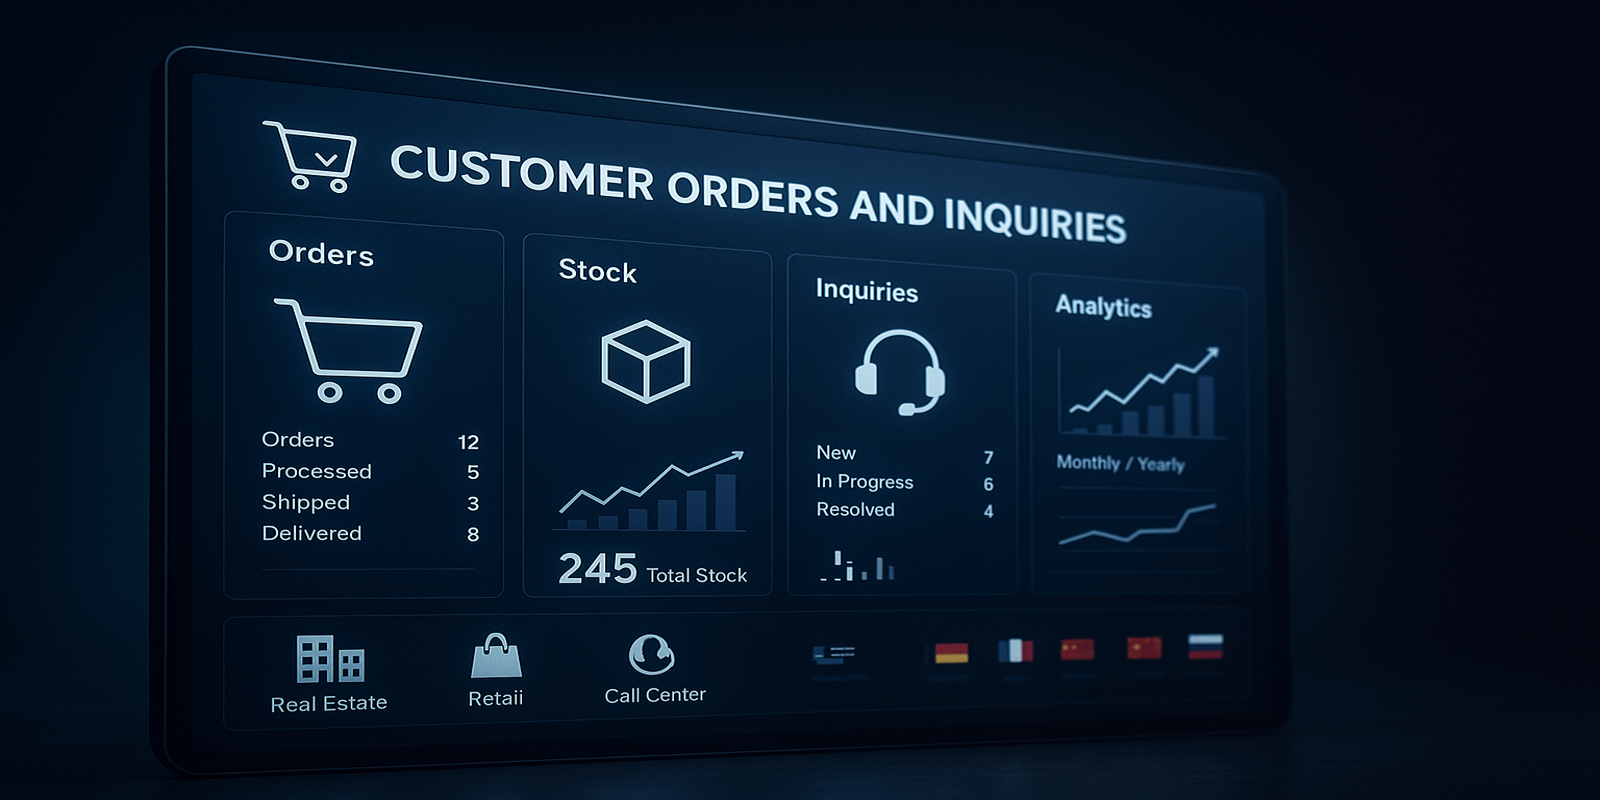 CUSTOMER ORDERS AND INQUIRIES
Orders
Orders 12
Processed 5
Shipped 3
Delivered 8
Stock
245 Total Stock
Inquiries
New 7
In Progress 6
Resolved 4
Analytics
Monthly / Yearly
Real Estate
Retaii
Call Center